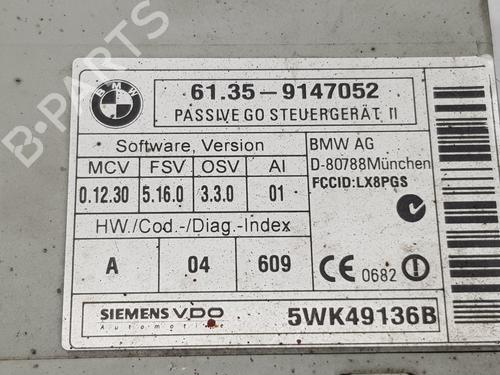 BMW
61.35 – 9147052
PASSIVE GO STEUERGERÄT II
Software, Version
MCV FSV OSV AI
0.12.30 5.16.0 3.3.0 01
HW./Cod.-/Diag.-Index
A 04 609
BMW AG
D-80788München
FCCID:LX8PGS
CE 0682
SIEMENS VDO
Automotive
5WK49136B
B-PARTS